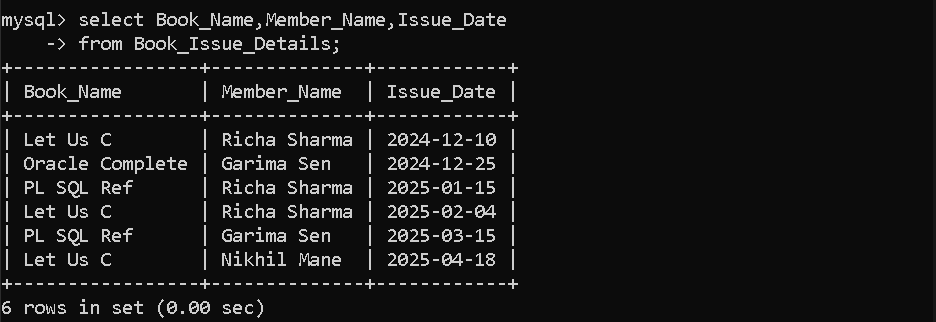 mysql> select Book_Name,Member_Name,Issue_Date
    -> from Book_Issue_Details;
+----------------+--------------+------------+
| Book_Name      | Member_Name  | Issue_Date |
+----------------+--------------+------------+
| Let Us C       | Richa Sharma | 2024-12-10 |
| Oracle Complete | Garima Sen   | 2024-12-25 |
| PL SQL Ref     | Richa Sharma | 2025-01-15 |
| Let Us C       | Richa Sharma | 2025-02-04 |
| PL SQL Ref     | Garima Sen   | 2025-03-15 |
| Let Us C       | Nikhil Mane  | 2025-04-18 |
+----------------+--------------+------------+
6 rows in set (0.00 sec)